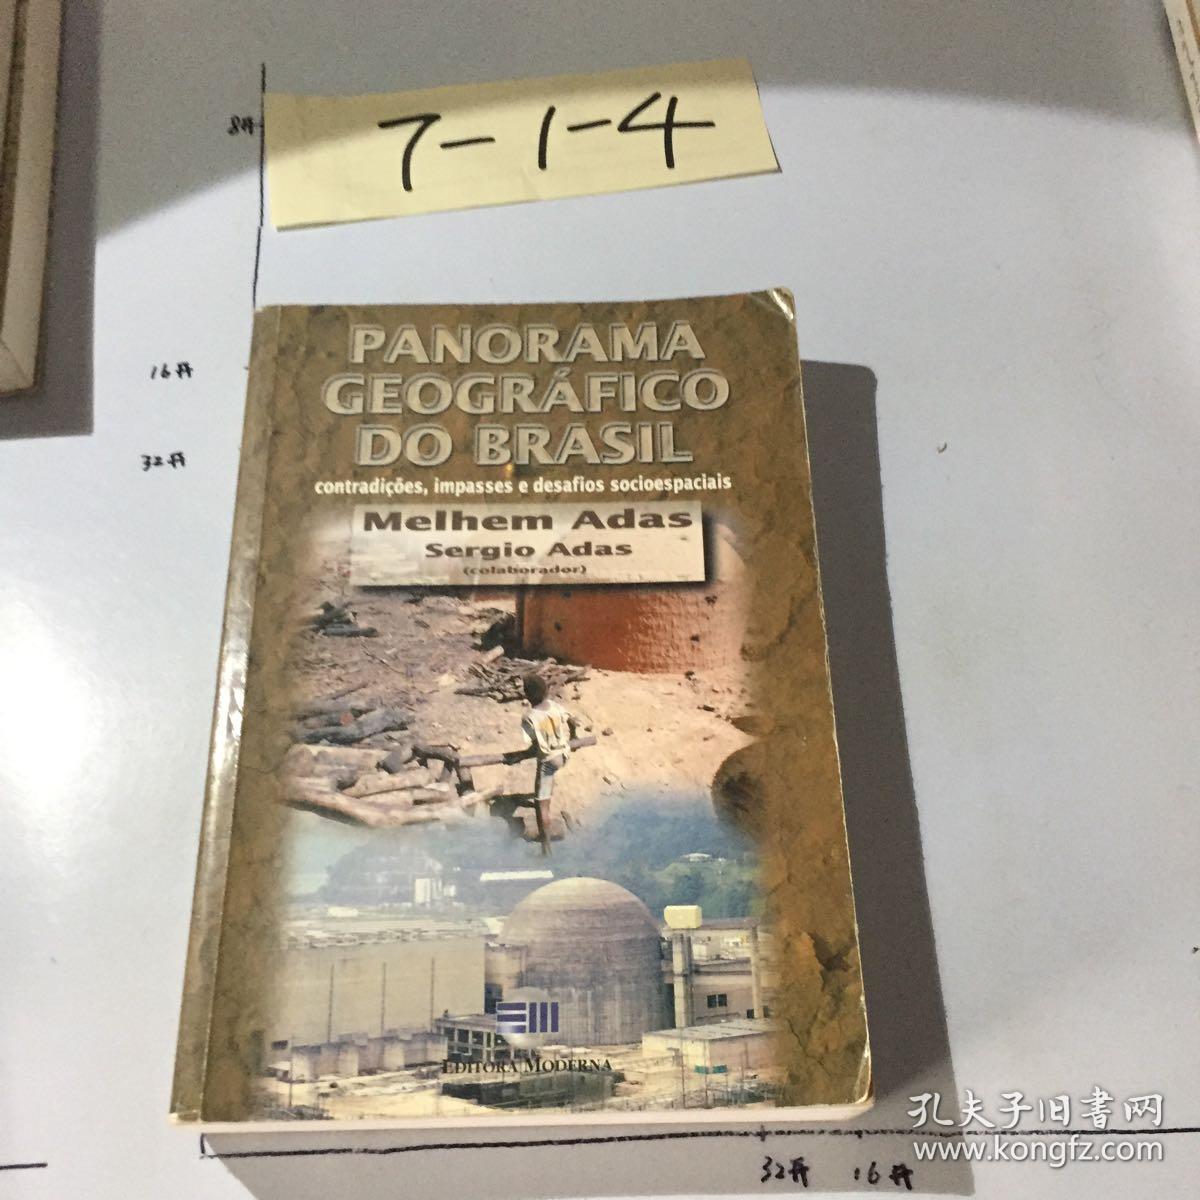 8开
7-1-4
16开
32开
PANORAMA
GEOGRÁFICO
DO BRASIL
contradições, impasses e desafios socioespaciais
Melhem Adas
Sergio Adas
(colaborador)
EM
EDITORA MODERNA
孔夫子旧書网
www.kongfz.com
32开 16开